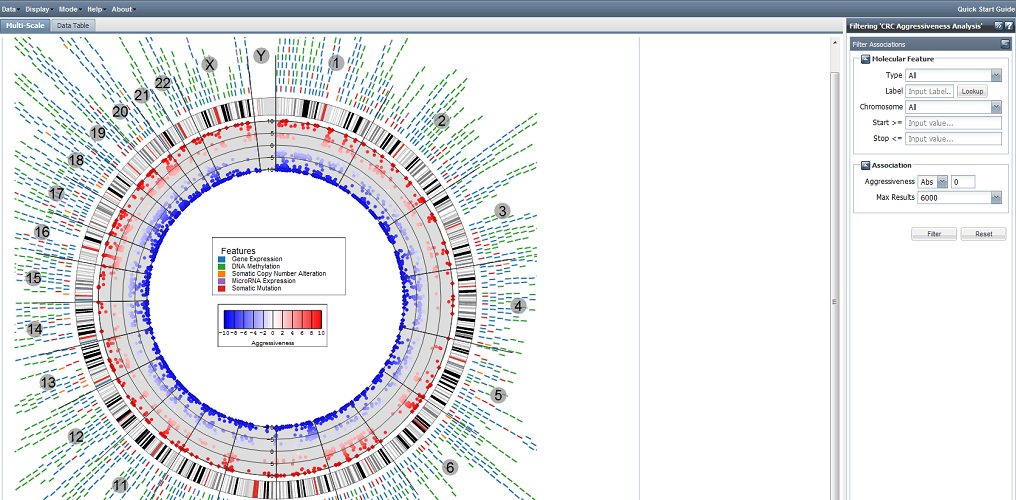 Data Display Mode Help About Quick Start Guide
Multi-Scale Data Table
Filtering 'CRC Aggressiveness Analysis'
Filter Associations
Molecular Feature
Type All
Label Input Label... Lookup
Chromosome All
Start >= Input value...
Stop <= Input value...
Association
Aggressiveness Abs 0
Max Results 6000
Filter Reset
Y
1
2
3
4
5
6
11
12
13
14
15
16
17
18
19
20
21
22
X
10
5
0
5
10
Features
Gene Expression
DNA Methylation
Somatic Copy Number Alteration
MicroRNA Expression
Somatic Mutation
-10 -8 -6 -4 -2 0 2 4 6 8 10
Aggressiveness
5
0
5
10